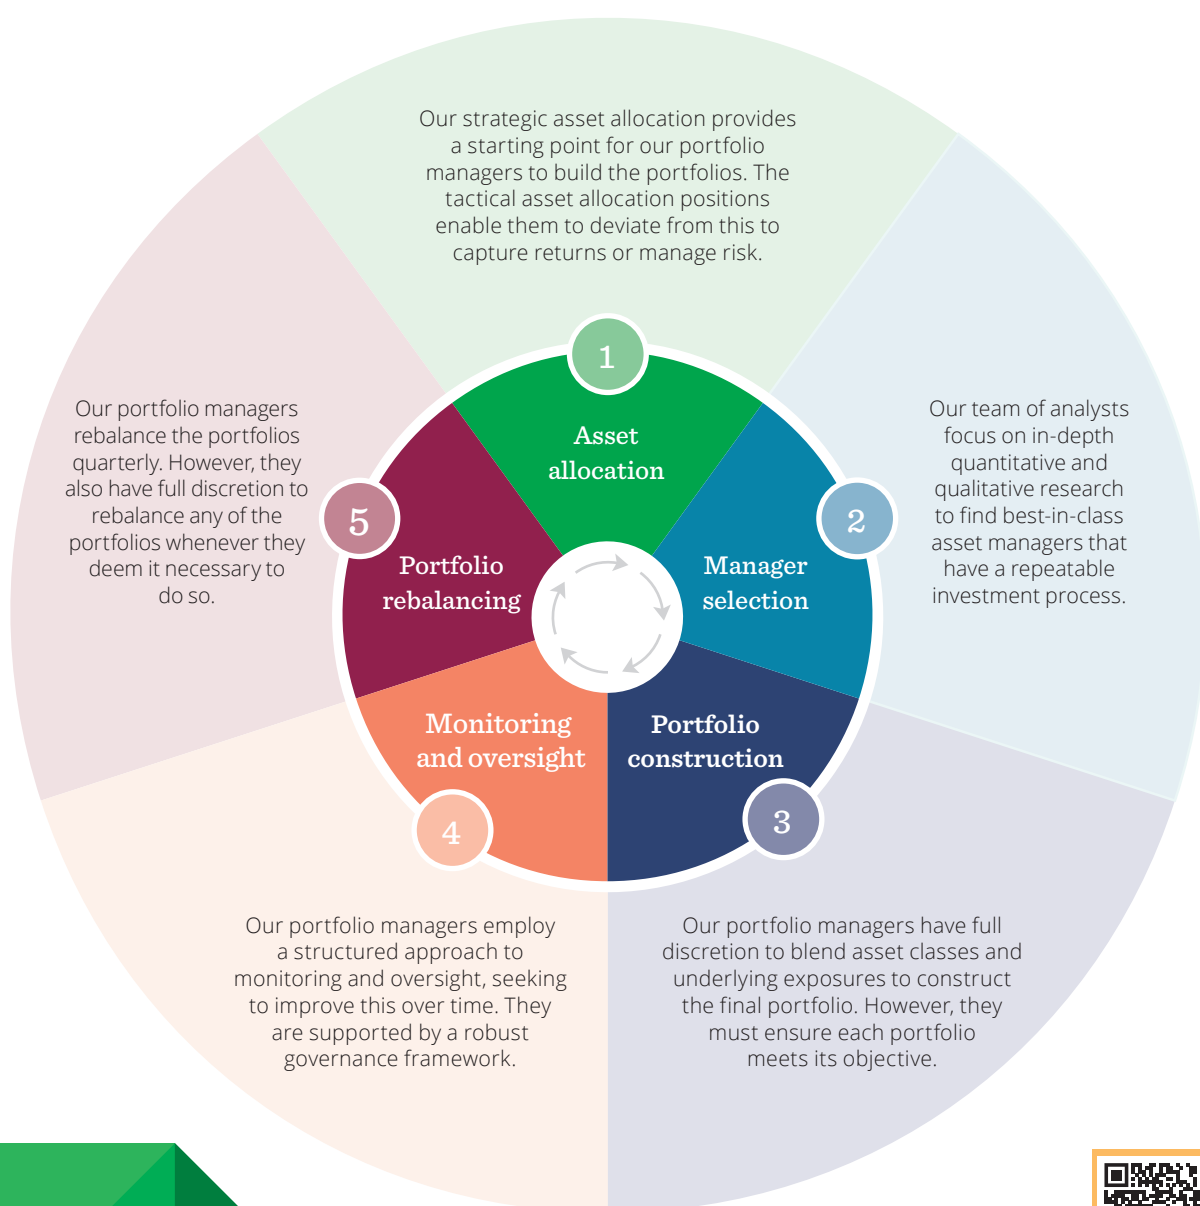 Our strategic asset allocation provides
a starting point for our portfolio
managers to build the portfolios. The
tactical asset allocation positions
enable them to deviate from this to
capture returns or manage risk.
1
Asset
allocation
Our team of analysts
focus on in-depth
quantitative and
qualitative research
to find best-in-class
asset managers that
have a repeatable
investment process.
2
Manager
selection
Portfolio
construction
3
Our portfolio managers have full
discretion to blend asset classes and
underlying exposures to construct
the final portfolio. However, they
must ensure each portfolio
meets its objective.
Monitoring
and oversight
4
Our portfolio managers employ
a structured approach to
monitoring and oversight, seeking
to improve this over time. They
are supported by a robust
governance framework.
Our portfolio managers
rebalance the portfolios
quarterly. However, they
also have full discretion to
rebalance any of the
portfolios whenever they
deem it necessary to
do so.
5
Portfolio
rebalancing